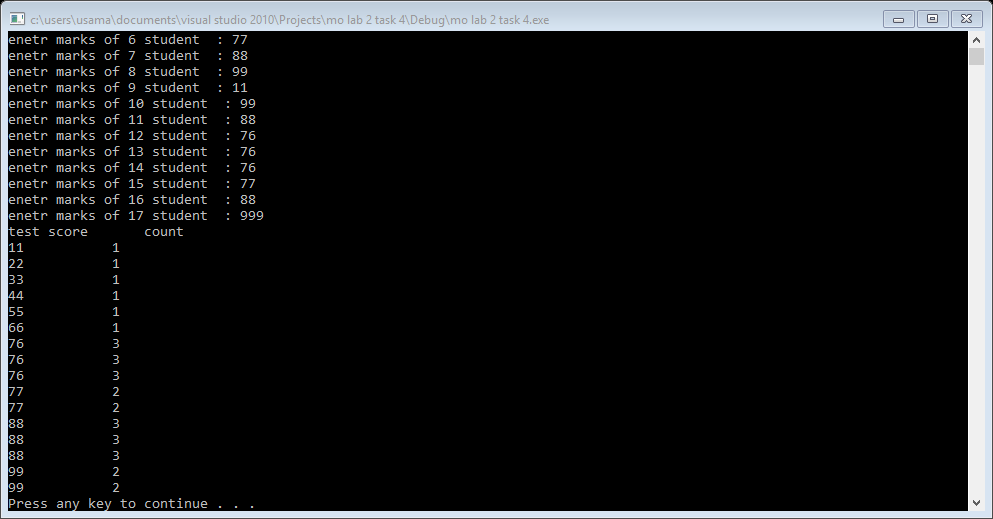 c:\users\usama\documents\visual studio 2010\Projects\mo lab 2 task 4\Debug\mo lab 2 task 4.exe
enetr marks of 6 student  : 77
enetr marks of 7 student  : 88
enetr marks of 8 student  : 99
enetr marks of 9 student  : 11
enetr marks of 10 student  : 99
enetr marks of 11 student  : 88
enetr marks of 12 student  : 76
enetr marks of 13 student  : 76
enetr marks of 14 student  : 76
enetr marks of 15 student  : 77
enetr marks of 16 student  : 88
enetr marks of 17 student  : 999
test score       count
11           1
22           1
33           1
44           1
55           1
66           1
76           3
76           3
76           3
77           2
77           2
88           3
88           3
88           3
99           2
99           2
Press any key to continue . . .